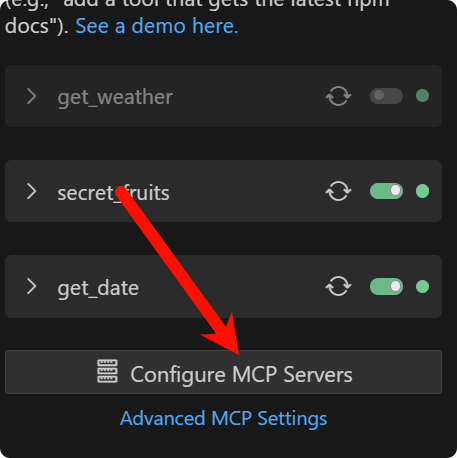 (e.g., "add a tool that gets the latest npm
docs"). See a demo here.
get_weather
secret_fruits
get_date
Configure MCP Servers
Advanced MCP Settings